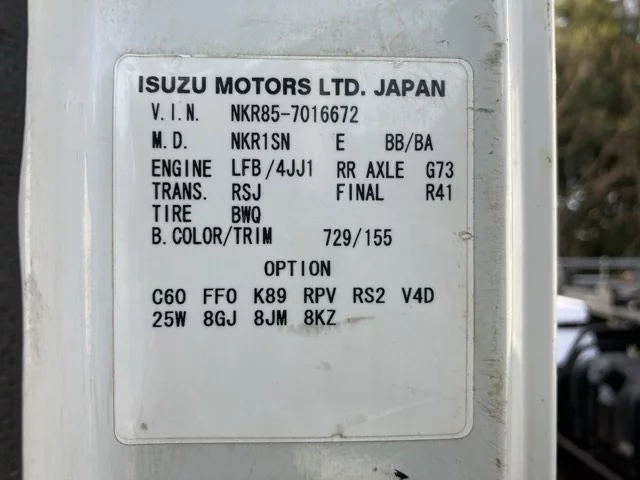 ISUZU MOTORS LTD. JAPAN
V.I.N. NKR85-7016672
M.D. NKR1SN E BB/BA
ENGINE LFB/4JJ1 RR AXLE G73
TRANS. RSJ FINAL R41
TIRE BWQ
B.COLOR/TRIM 729/155
OPTION
C60 FF0 K89 RPV RS2 V4D
25W 8GJ 8JM 8KZ